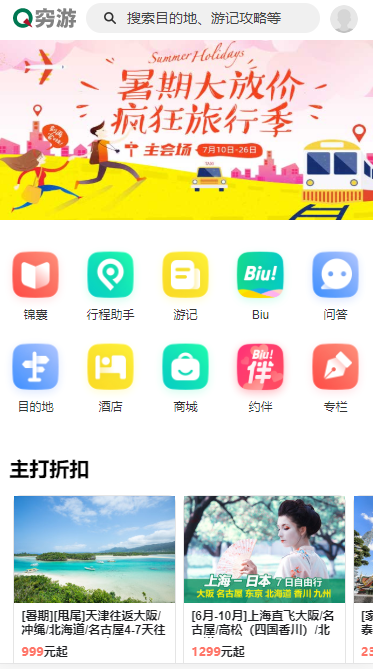 穷游
搜索目的地、游记攻略等
Summer Holidays
暑期大放价
疯狂旅行季
主会场
7月10日-26日
锦囊
行程助手
游记
Biu!
Biu
问答
目的地
酒店
商城
Biu!
伴
约伴
专栏
主打折扣
[暑期][甩尾]天津往返大阪/
冲绳/北海道/名古屋4-7天往
999元起
上海－日本 7日自由行
大阪 名古屋 东京 北海道 香川 九州
[6月-10月]上海直飞大阪/名
古屋/高松（四国香川）/北
1299元起